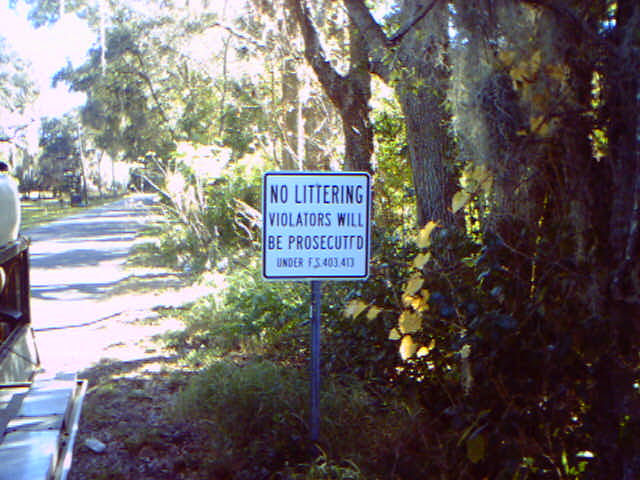 NO LITTERING
VIOLATORS WILL
BE PROSECUTED
UNDER F.S.403.413